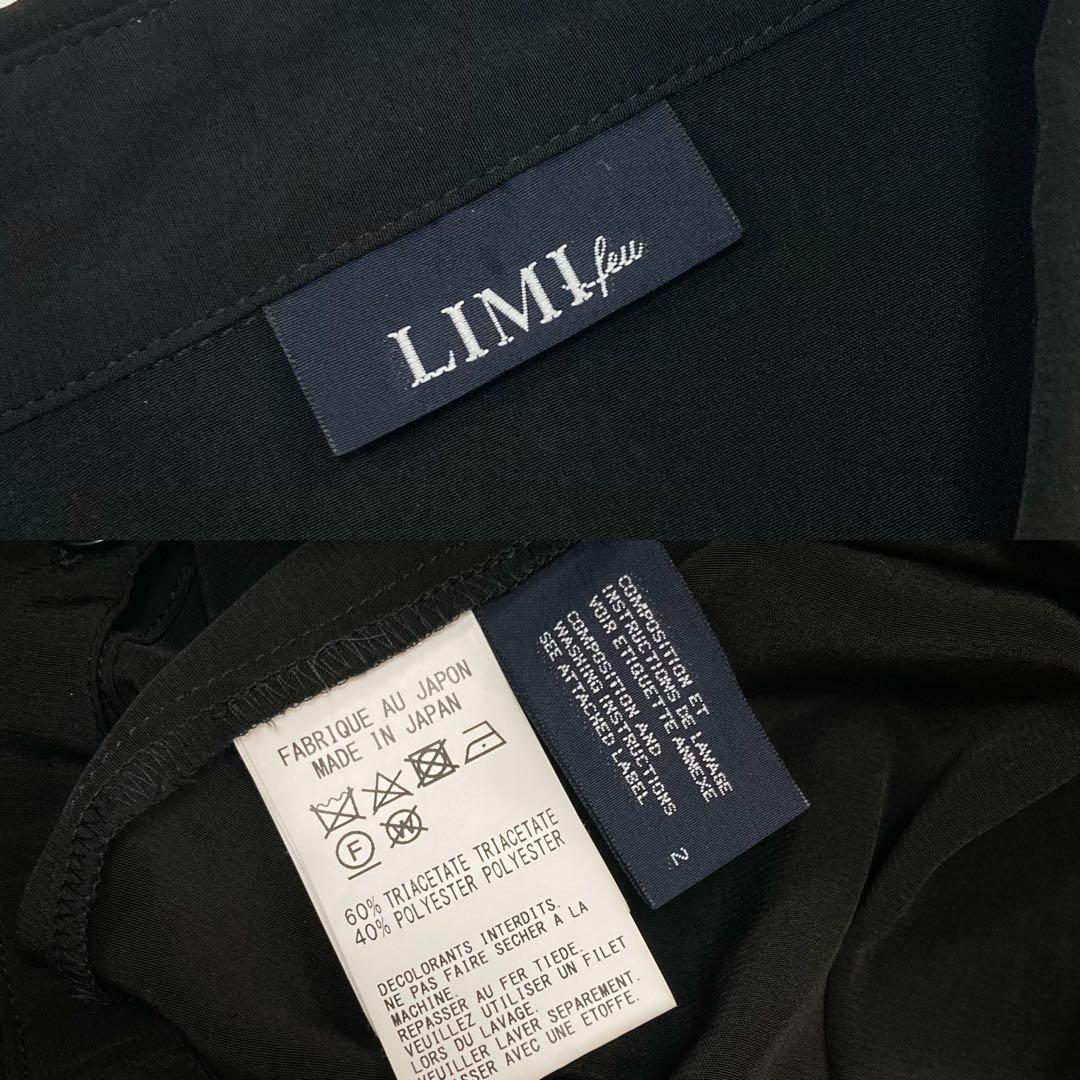 LIMI feu
FABRIQUE AU JAPON
MADE IN JAPAN
F W
60% TRIACETATE TRIACETATE
40% POLYESTER POLYESTER
DECOLORANTS INTERDITS.
NE PAS FAIRE SECHER À LA
MACHINE.
REPASSER AU FER TIEDE.
VEUILLEZ UTILISER UN FILET
LORS DU LAVAGE.
VEUILLER LAVER SEPAREMENT.
SSER AVEC UNE ETOFFE.
COMPOSITION ET
INSTRUCTIONS DE LAVAGE
VOIR ETIQUETTE ANNEXE
COMPOSITION AND
WASHING INSTRUCTIONS
SEE ATTACHED LABEL
2